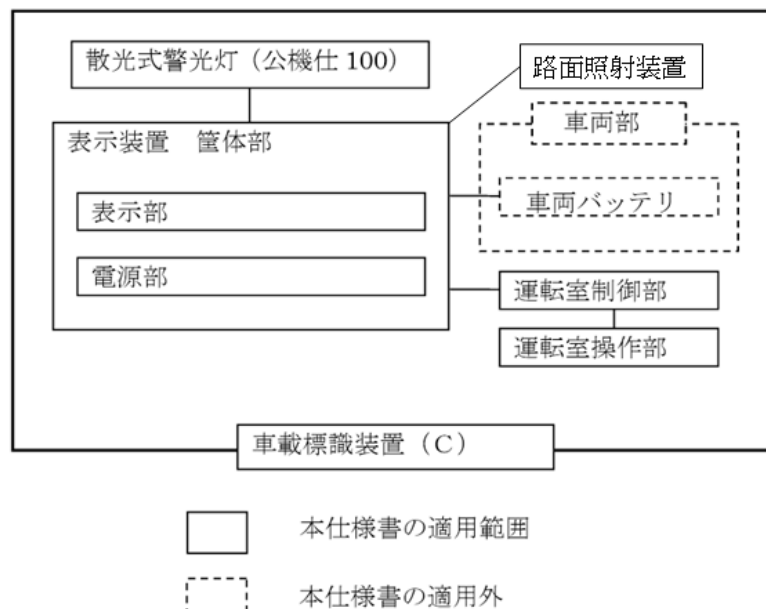 散光式警光灯（公機仕 100）
路面照射装置
表示装置　筐体部
車両部
表示部
車両バッテリ
電源部
運転室制御部
運転室操作部
車載標識装置（C）
本仕様書の適用範囲
本仕様書の適用外